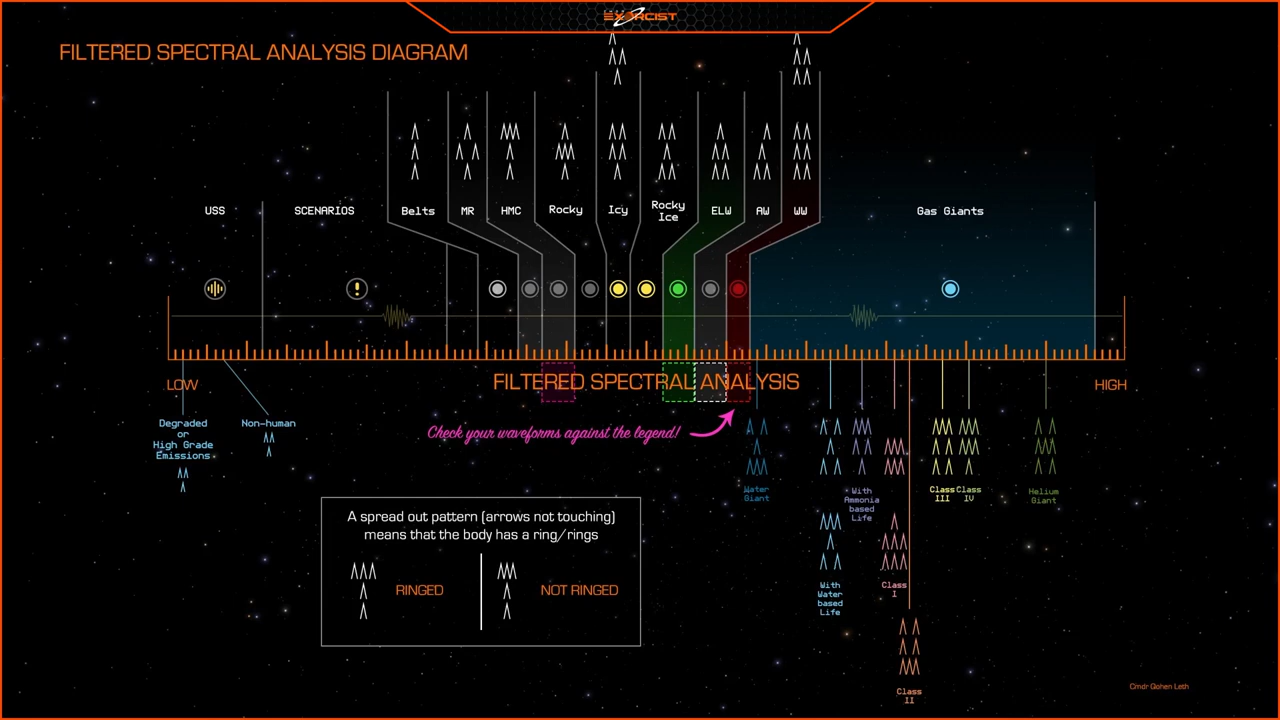 EXORCIST
FILTERED SPECTRAL ANALYSIS DIAGRAM
USS
SCENARIOS
Belts
MR
HMC
Rocky
Icy
Rocky
Ice
ELW
AW
WW
Gas Giants
LOW
FILTERED SPECTRAL ANALYSIS
HIGH
Degraded
or
High Grade
Emissions
Non-human
Check your waveforms against the legend!
Water
Giant
With
Ammonia
based
Life
Class
III
Class
IV
Helium
Giant
With
Water
based
Life
Class
I
Class
II
A spread out pattern (arrows not touching)
means that the body has a ring/rings
RINGED
NOT RINGED
Cmdr Qohen Leth